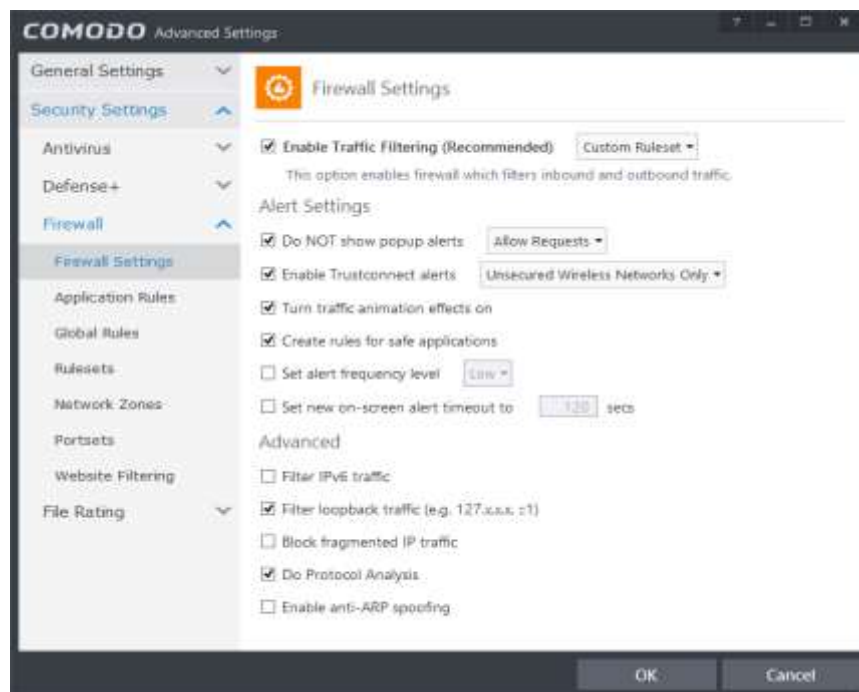 COMODO Advanced Settings
General Settings
Security Settings
Antivirus
Defense+
Firewall
Firewall Settings
Application Rules
Global Rules
Rulesets
Network Zones
Portsets
Website Filtering
File Rating
Firewall Settings
Enable Traffic Filtering (Recommended) Custom Ruleset
This option enables firewall which filters inbound and outbound traffic.
Alert Settings
Do NOT show popup alerts Allow Requests
Enable Trustconnect alerts Unsecured Wireless Networks Only
Turn traffic animation effects on
Create rules for safe applications
Set alert frequency level Low
Set new on-screen alert timeout to 120 secs
Advanced
Filter IPv6 traffic
Filter loopback traffic (e.g. 127.x.x.x, ::1)
Block fragmented IP traffic
Do Protocol Analysis
Enable anti-ARP spoofing
OK Cancel